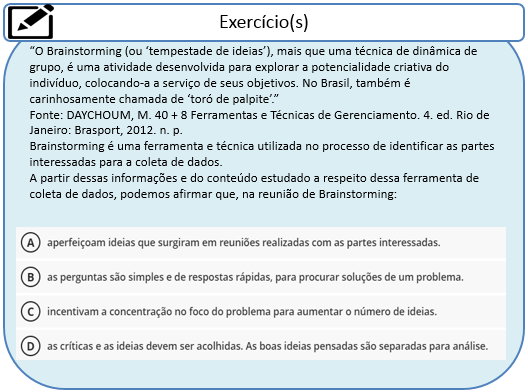 Exercício(s)
“O Brainstorming (ou ‘tempestade de ideias’), mais que uma técnica de dinâmica de
grupo, é uma atividade desenvolvida para explorar a potencialidade criativa do
indivíduo, colocando-a a serviço de seus objetivos. No Brasil, também é
carinhosamente chamada de ‘toró de palpite’.”
Fonte: DAYCHOUM, M. 40 + 8 Ferramentas e Técnicas de Gerenciamento. 4. ed. Rio de
Janeiro: Brasport, 2012. n. p.
Brainstorming é uma ferramenta e técnica utilizada no processo de identificar as partes
interessadas para a coleta de dados.
A partir dessas informações e do conteúdo estudado a respeito dessa ferramenta de
coleta de dados, podemos afirmar que, na reunião de Brainstorming:
A aperfeiçoam ideias que surgiram em reuniões realizadas com as partes interessadas.
B as perguntas são simples e de respostas rápidas, para procurar soluções de um problema.
C incentivam a concentração no foco do problema para aumentar o número de ideias.
D as críticas e as ideias devem ser acolhidas. As boas ideias pensadas são separadas para análise.